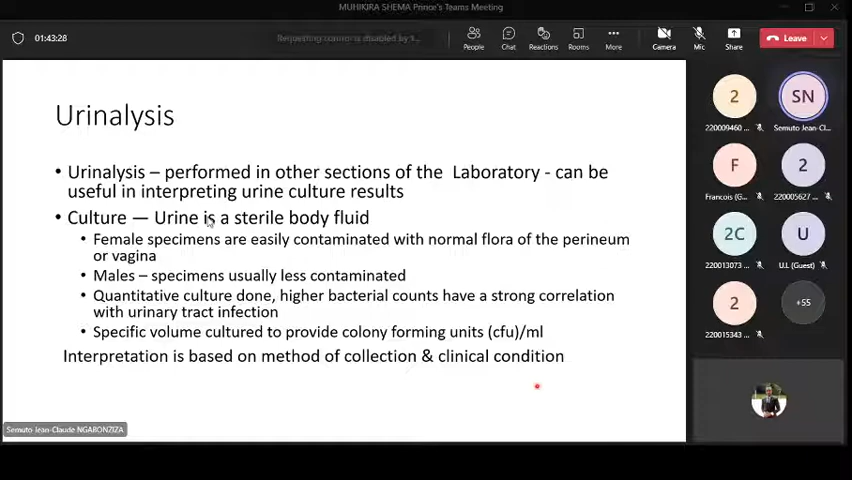 MUHIKIRA SHEMA Prince's Teams Meeting
01:43:28
Requesting control is disabled by t...
People
Chat
Reactions
Rooms
More
Camera
Mic
Share
Leave
Urinalysis
• Urinalysis – performed in other sections of the Laboratory - can be
useful in interpreting urine culture results
• Culture — Urine is a sterile body fluid
• Female specimens are easily contaminated with normal flora of the perineum
or vagina
• Males – specimens usually less contaminated
• Quantitative culture done, higher bacterial counts have a strong correlation
with urinary tract infection
• Specific volume cultured to provide colony forming units (cfu)/ml
Interpretation is based on method of collection & clinical condition
Semuto Jean-Claude NGABONZIZA
2
SN
220009460 ...
Semuto Jean-Cl...
F
2
Francois (G...
220005627 ...
2C
U
220013073 ...
U.L (Guest)
2
+55
220015343 ...